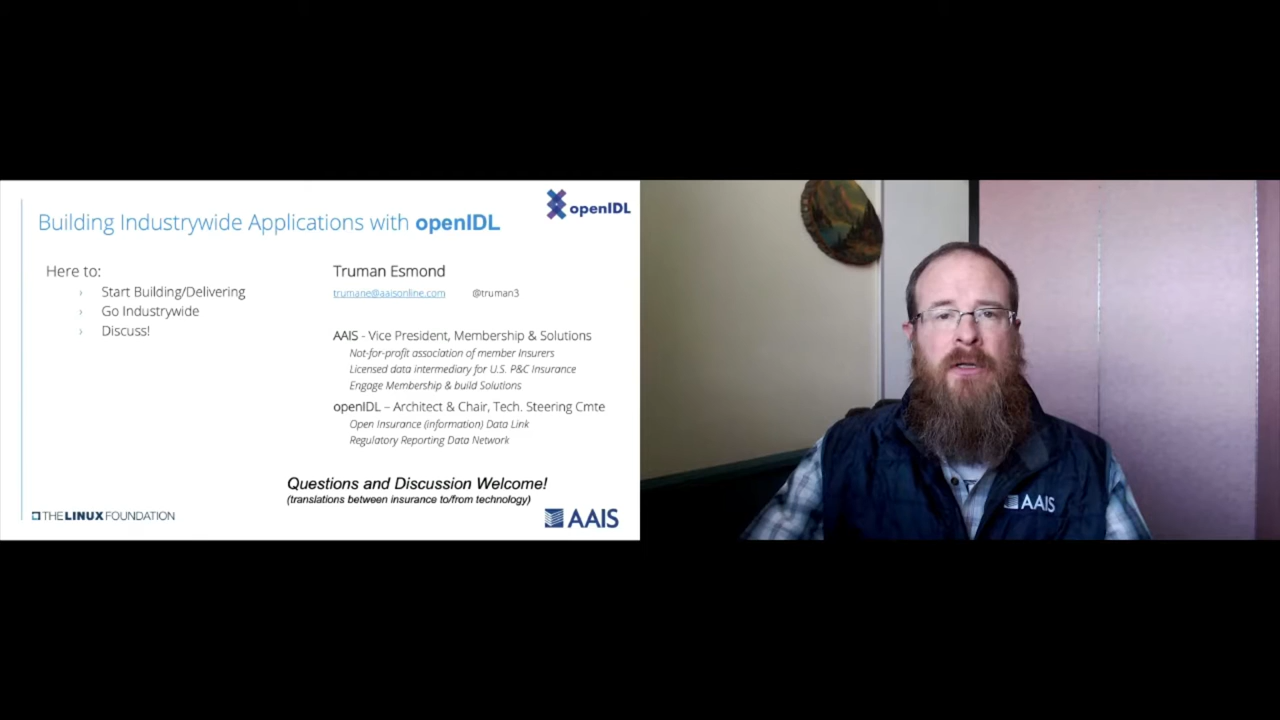 Building Industrywide Applications with openIDL
openIDL
Here to:
› Start Building/Delivering
› Go Industrywide
› Discuss!
Truman Esmond
trumane@aaisonline.com @truman3
AAIS - Vice President, Membership & Solutions
Not-for-profit association of member Insurers
Licensed data intermediary for U.S. P&C Insurance
Engage Membership & build Solutions
openIDL – Architect & Chair, Tech. Steering Cmte
Open Insurance (information) Data Link
Regulatory Reporting Data Network
Questions and Discussion Welcome!
(translations between insurance to/from technology)
THE LINUX FOUNDATION
AAIS
AAIS